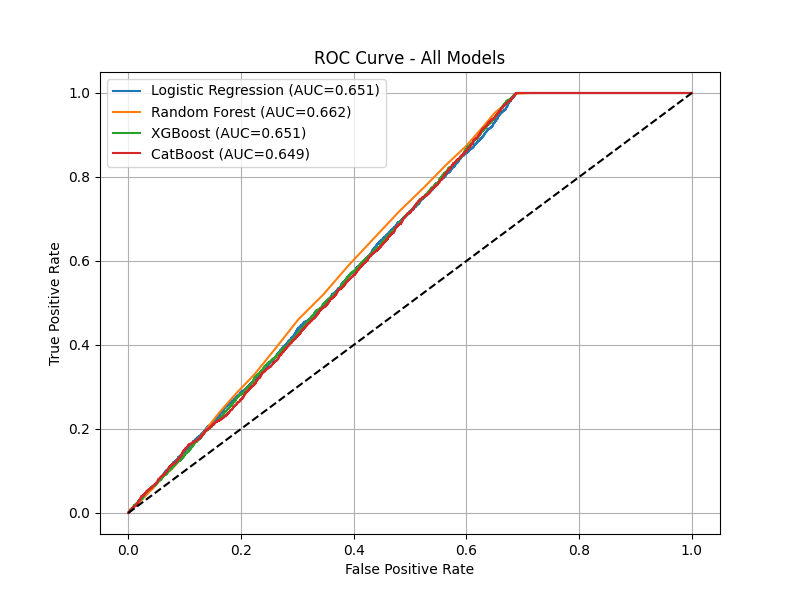 ROC Curve - All Models
Logistic Regression (AUC=0.651)
Random Forest (AUC=0.662)
XGBoost (AUC=0.651)
CatBoost (AUC=0.649)
True Positive Rate
1.0
0.8
0.6
0.4
0.2
0.0
0.0 0.2 0.4 0.6 0.8 1.0
False Positive Rate